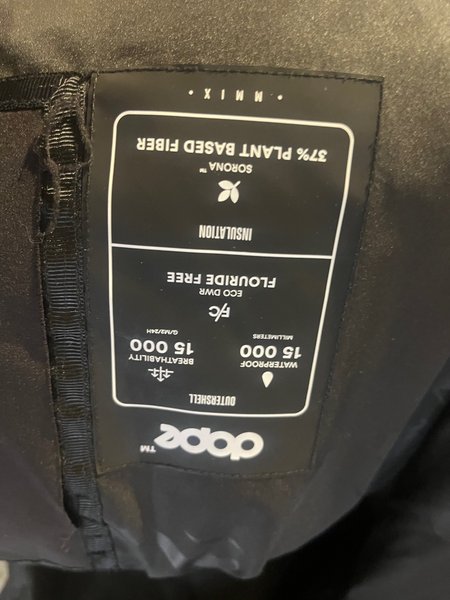 dope™
OUTERSHELL
WATERPROOF
15 000
MILLIMETERS
BREATHABILITY
15 000
G/M2/24H
F/C
ECO DWR
FLOURIDE FREE
INSULATION
SORONA™
37% PLANT BASED FIBER
• MMIX •